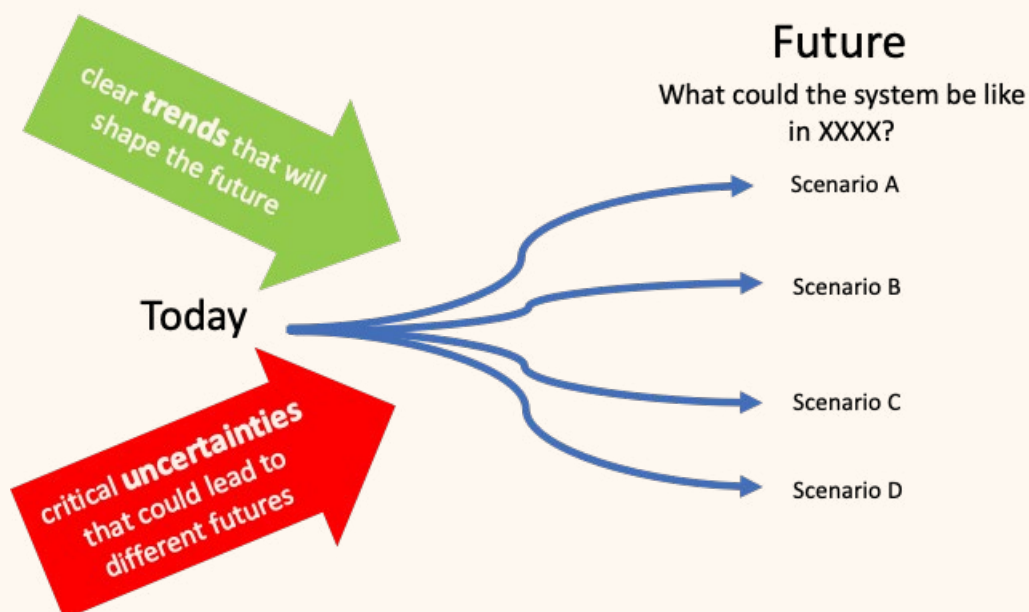 clear trends that will
shape the future
Future
What could the system be like
in XXXX?
Scenario A
Today
Scenario B
Scenario C
Scenario D
critical uncertainties
that could lead to
different futures